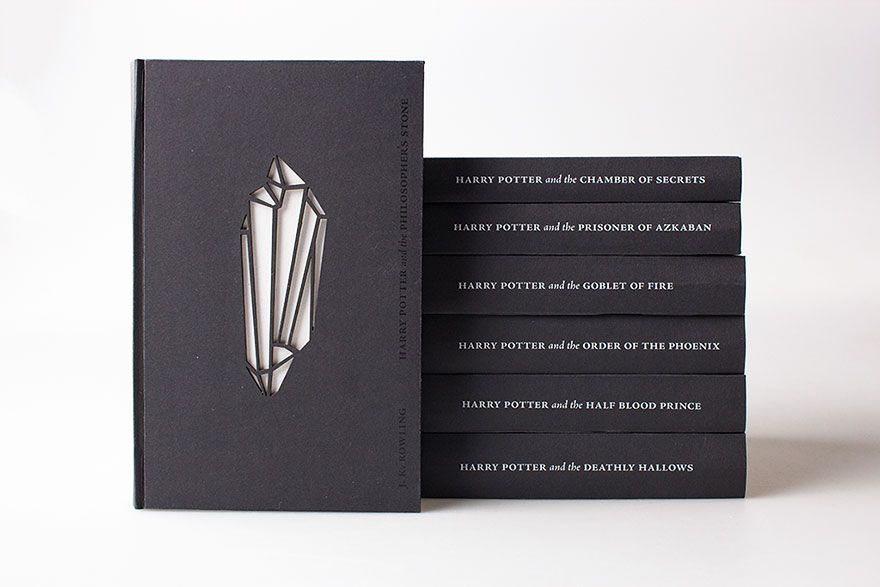 HARRY POTTER and the PHILOSOPHER'S STONE
J. K. ROWLING
HARRY POTTER and the CHAMBER OF SECRETS
HARRY POTTER and the PRISONER OF AZKABAN
HARRY POTTER and the GOBLET OF FIRE
HARRY POTTER and the ORDER OF THE PHOENIX
HARRY POTTER and the HALF BLOOD PRINCE
HARRY POTTER and the DEATHLY HALLOWS